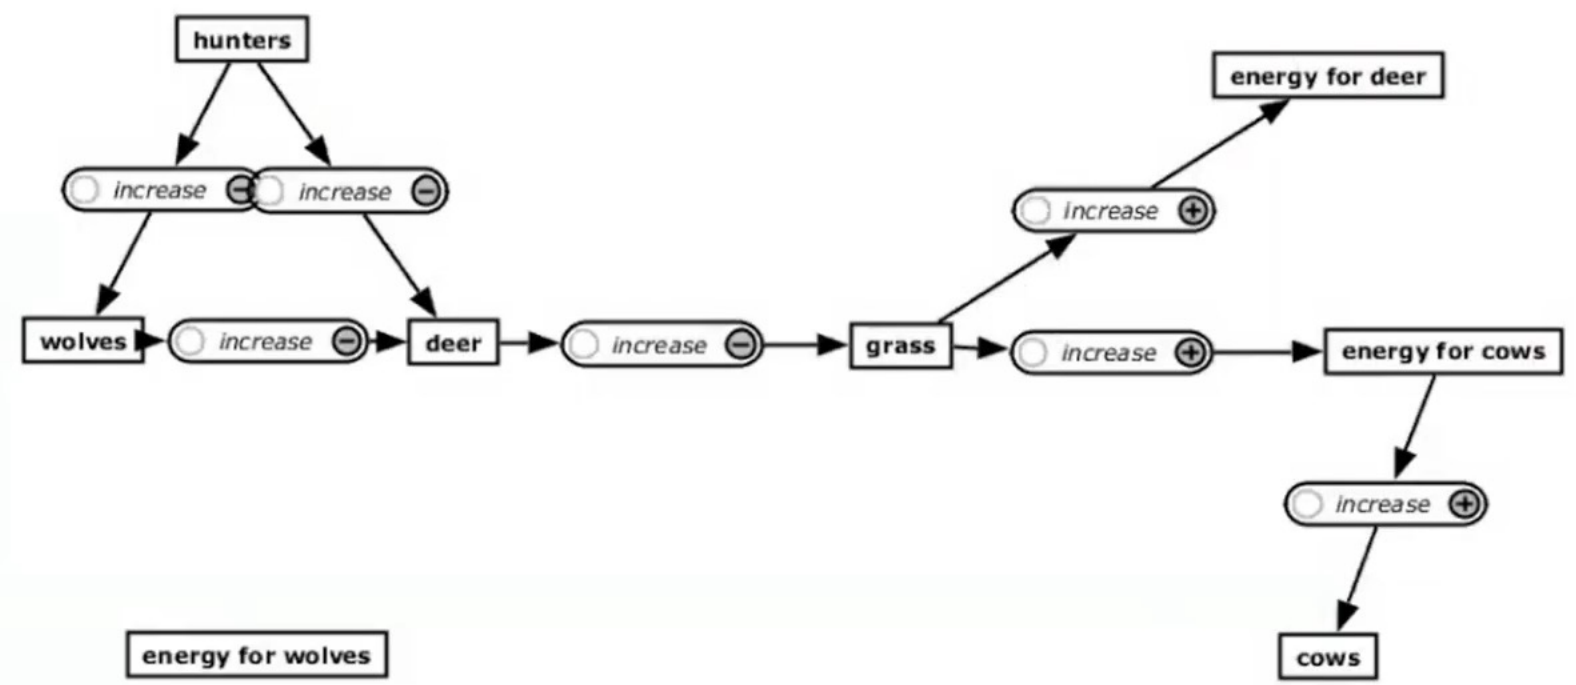 hunters
energy for deer
increase −
increase −
increase +
wolves
increase −
deer
increase −
grass
increase +
energy for cows
increase +
energy for wolves
cows